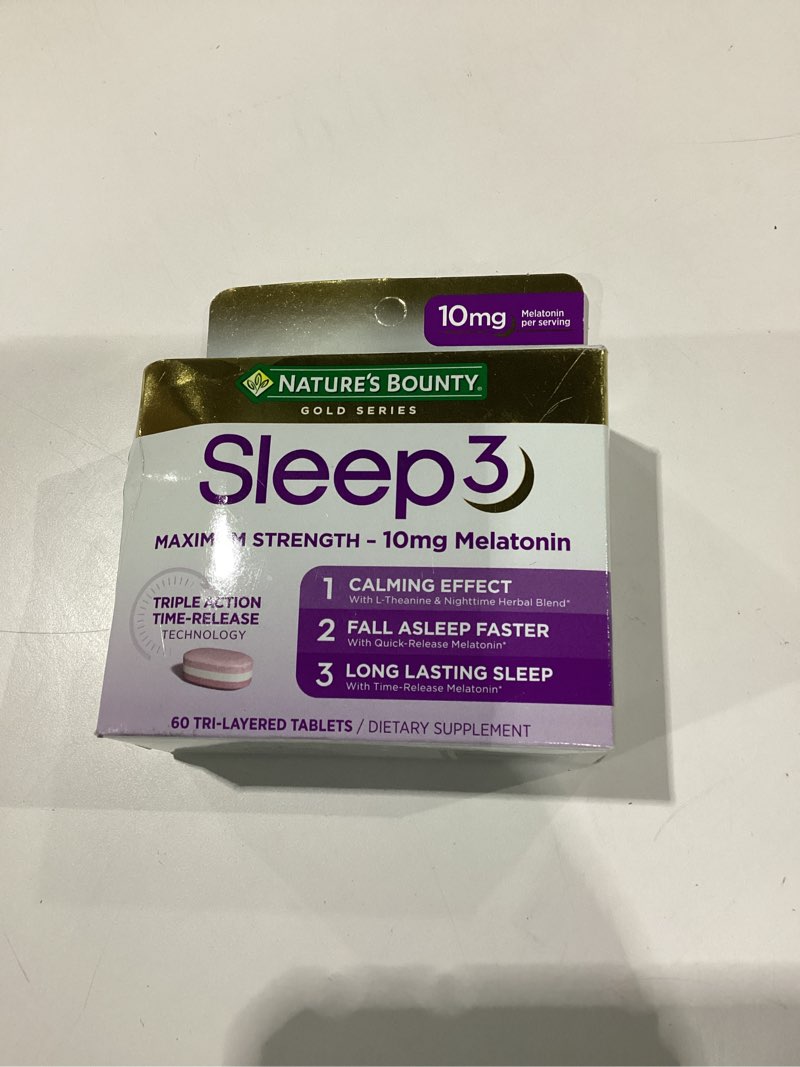 10mg Melatonin
per serving
NATURE'S BOUNTY®
GOLD SERIES
Sleep3
MAXIMUM STRENGTH – 10mg Melatonin
TRIPLE ACTION
TIME-RELEASE
TECHNOLOGY
1 CALMING EFFECT
With L-Theanine & Nighttime Herbal Blend*
2 FALL ASLEEP FASTER
With Quick-Release Melatonin*
3 LONG LASTING SLEEP
With Time-Release Melatonin*
60 TRI-LAYERED TABLETS / DIETARY SUPPLEMENT